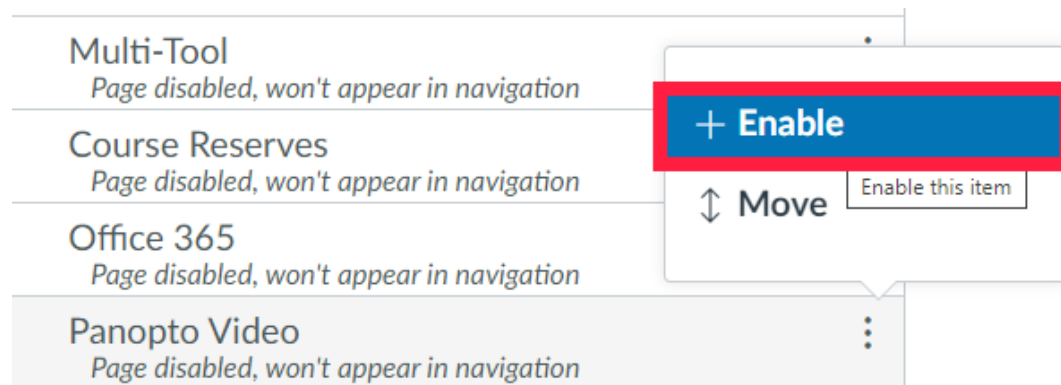 Multi-Tool
Page disabled, won't appear in navigation
Course Reserves
Page disabled, won't appear in navigation
Office 365
Page disabled, won't appear in navigation
Panopto Video
Page disabled, won't appear in navigation
Enable
Enable this item
Move